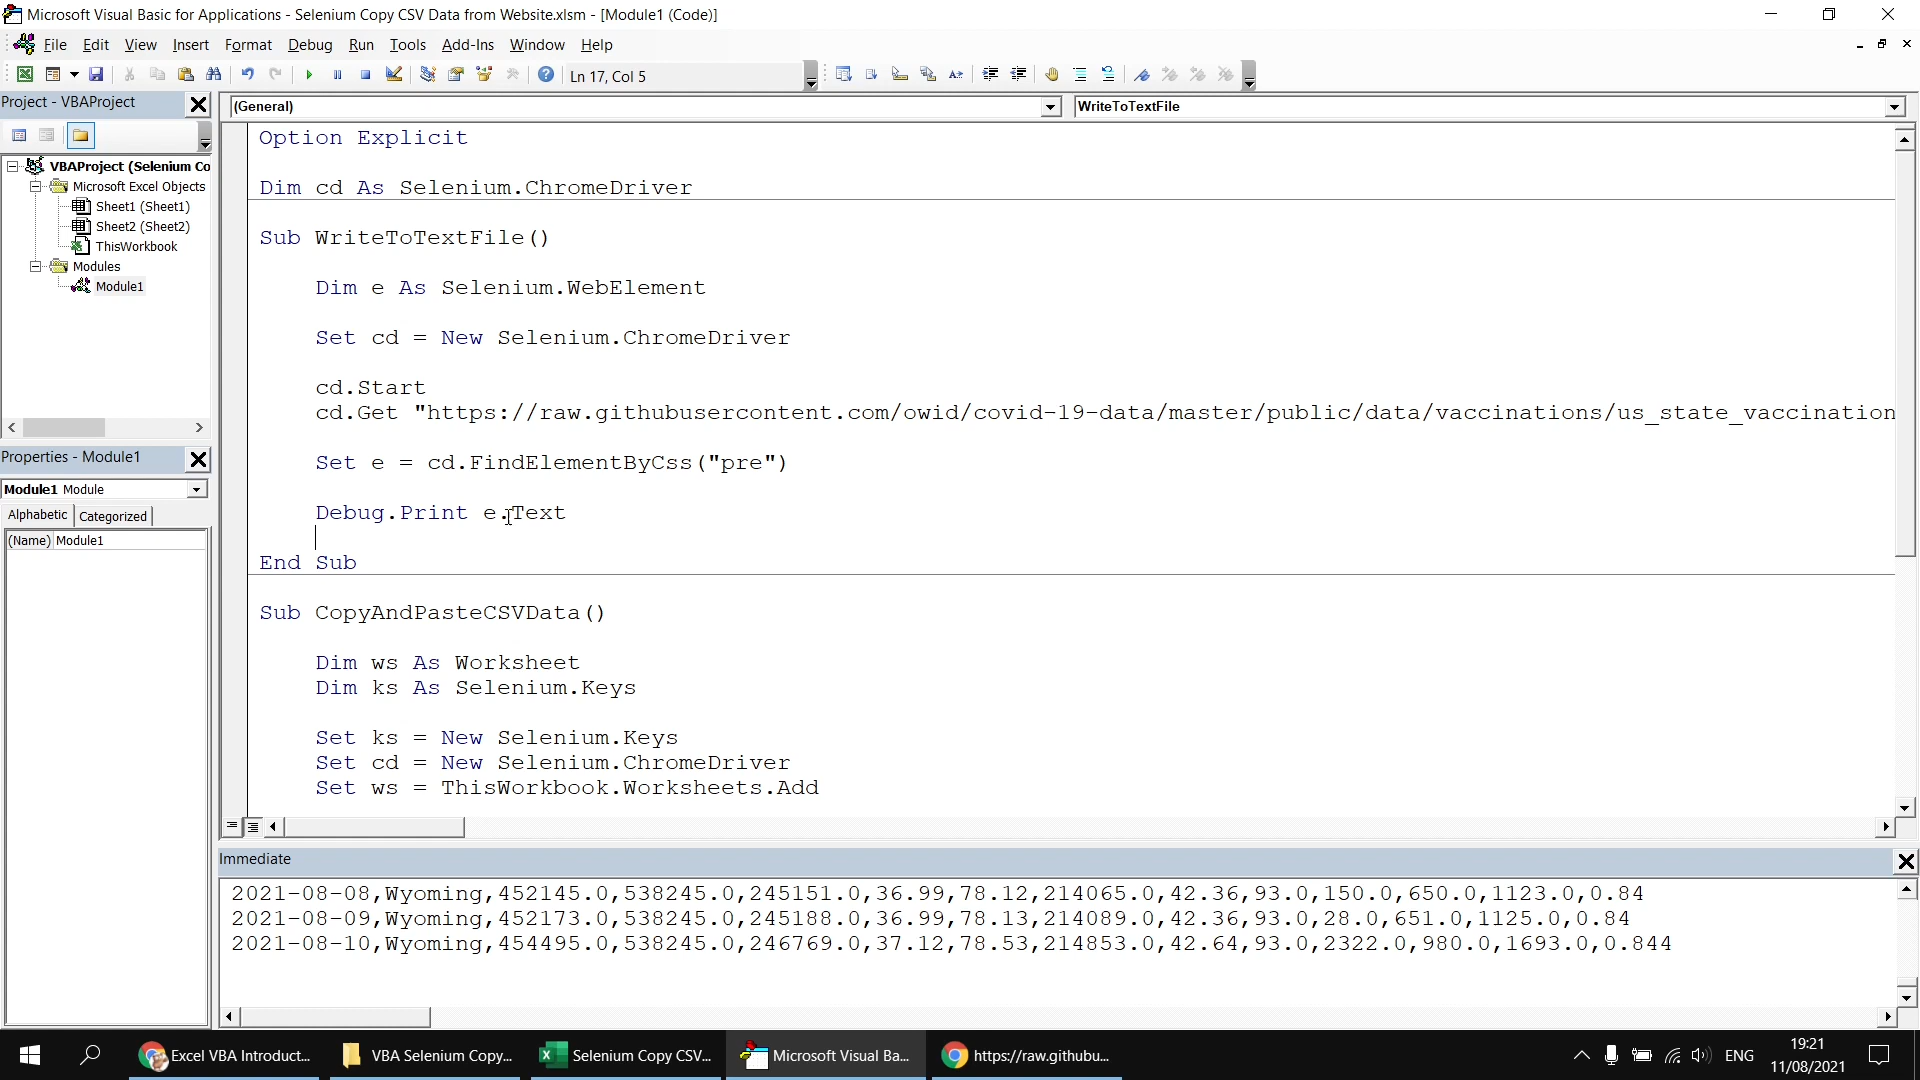 Microsoft Visual Basic for Applications - Selenium Copy CSV Data from Website.xlsm - [Module1 (Code)]
File Edit View Insert Format Debug Run Tools Add-Ins Window Help
Ln 17, Col 5
Project - VBAProject
(General)
WriteToTextFile
VBAProject (Selenium Co
Microsoft Excel Objects
Sheet1 (Sheet1)
Sheet2 (Sheet2)
ThisWorkbook
Modules
Module1
Properties - Module1
Module1 Module
Alphabetic Categorized
(Name) Module1
Option Explicit
Dim cd As Selenium.ChromeDriver
Sub WriteToTextFile()
Dim e As Selenium.WebElement
Set cd = New Selenium.ChromeDriver
cd.Start
cd.Get "https://raw.githubusercontent.com/owid/covid-19-data/master/public/data/vaccinations/us_state_vaccination
Set e = cd.FindElementByCss("pre")
Debug.Print e.Text
End Sub
Sub CopyAndPasteCSVData()
Dim ws As Worksheet
Dim ks As Selenium.Keys
Set ks = New Selenium.Keys
Set cd = New Selenium.ChromeDriver
Set ws = ThisWorkbook.Worksheets.Add
Immediate
2021-08-08,Wyoming,452145.0,538245.0,245151.0,36.99,78.12,214065.0,42.36,93.0,150.0,650.0,1123.0,0.84
2021-08-09,Wyoming,452173.0,538245.0,245188.0,36.99,78.13,214089.0,42.36,93.0,28.0,651.0,1125.0,0.84
2021-08-10,Wyoming,454495.0,538245.0,246769.0,37.12,78.53,214853.0,42.64,93.0,2322.0,980.0,1693.0,0.844
Excel VBA Introduct...
VBA Selenium Copy...
Selenium Copy CSV...
Microsoft Visual Ba...
https://raw.githubu...
ENG
19:21
11/08/2021